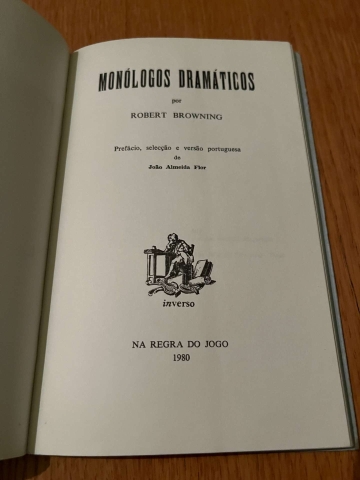 MONÓLOGOS DRAMÁTICOS
por
ROBERT BROWNING
Prefácio, selecção e versão portuguesa
de
João Almeida Flor
inverso
NA REGRA DO JOGO
1980